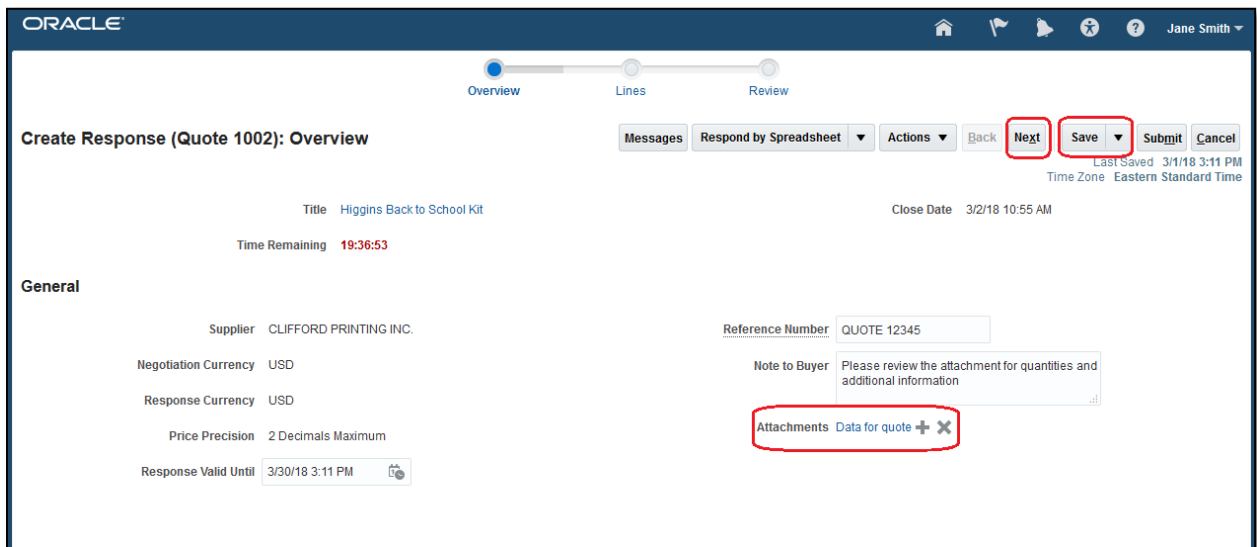 ORACLE
Jane Smith
Overview
Lines
Review
Create Response (Quote 1002): Overview
Messages
Respond by Spreadsheet
Actions
Back
Next
Save
Submit
Cancel
Last Saved 3/1/18 3:11 PM
Time Zone Eastern Standard Time
Title Higgins Back to School Kit
Close Date 3/2/18 10:55 AM
Time Remaining 19:36:53
General
Supplier CLIFFORD PRINTING INC.
Negotiation Currency USD
Response Currency USD
Price Precision 2 Decimals Maximum
Response Valid Until 3/30/18 3:11 PM
Reference Number QUOTE 12345
Note to Buyer Please review the attachment for quantities and
additional information
Attachments Data for quote